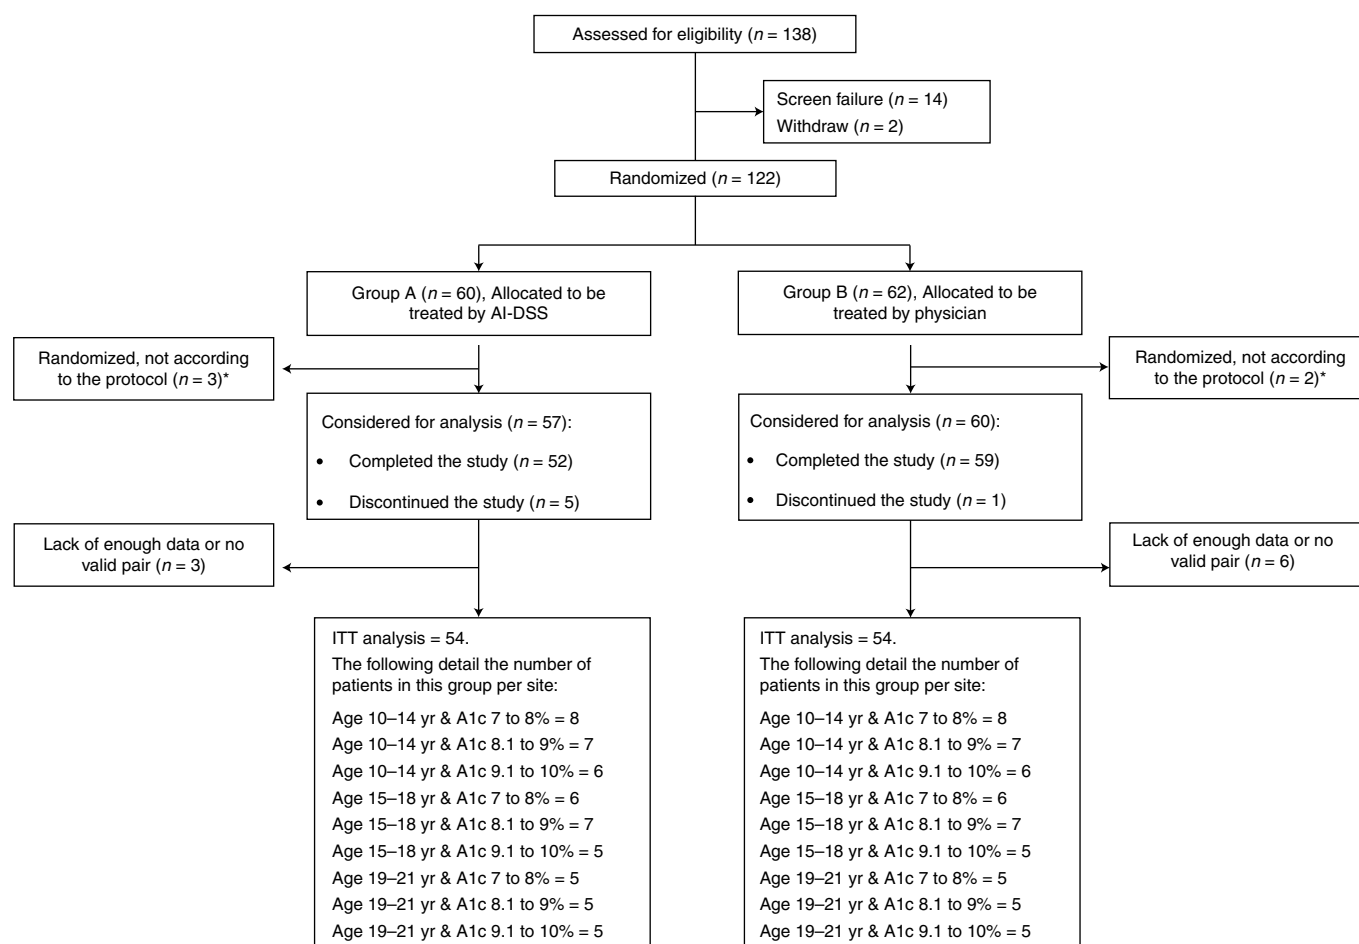 Assessed for eligibility (n = 138)
Screen failure (n = 14)
Withdraw (n = 2)
Randomized (n = 122)
Group A (n = 60), Allocated to be
treated by AI-DSS
Group B (n = 62), Allocated to be
treated by physician
Randomized, not according
to the protocol (n = 3)*
Randomized, not according
to the protocol (n = 2)*
Considered for analysis (n = 57):
• Completed the study (n = 52)
• Discontinued the study (n = 5)
Considered for analysis (n = 60):
• Completed the study (n = 59)
• Discontinued the study (n = 1)
Lack of enough data or no
valid pair (n = 3)
Lack of enough data or no
valid pair (n = 6)
ITT analysis = 54.
The following detail the number of
patients in this group per site:
Age 10–14 yr & A1c 7 to 8% = 8
Age 10–14 yr & A1c 8.1 to 9% = 7
Age 10–14 yr & A1c 9.1 to 10% = 6
Age 15–18 yr & A1c 7 to 8% = 6
Age 15–18 yr & A1c 8.1 to 9% = 7
Age 15–18 yr & A1c 9.1 to 10% = 5
Age 19–21 yr & A1c 7 to 8% = 5
Age 19–21 yr & A1c 8.1 to 9% = 5
Age 19–21 yr & A1c 9.1 to 10% = 5
ITT analysis = 54.
The following detail the number of
patients in this group per site:
Age 10–14 yr & A1c 7 to 8% = 8
Age 10–14 yr & A1c 8.1 to 9% = 7
Age 10–14 yr & A1c 9.1 to 10% = 6
Age 15–18 yr & A1c 7 to 8% = 6
Age 15–18 yr & A1c 8.1 to 9% = 7
Age 15–18 yr & A1c 9.1 to 10% = 5
Age 19–21 yr & A1c 7 to 8% = 5
Age 19–21 yr & A1c 8.1 to 9% = 5
Age 19–21 yr & A1c 9.1 to 10% = 5